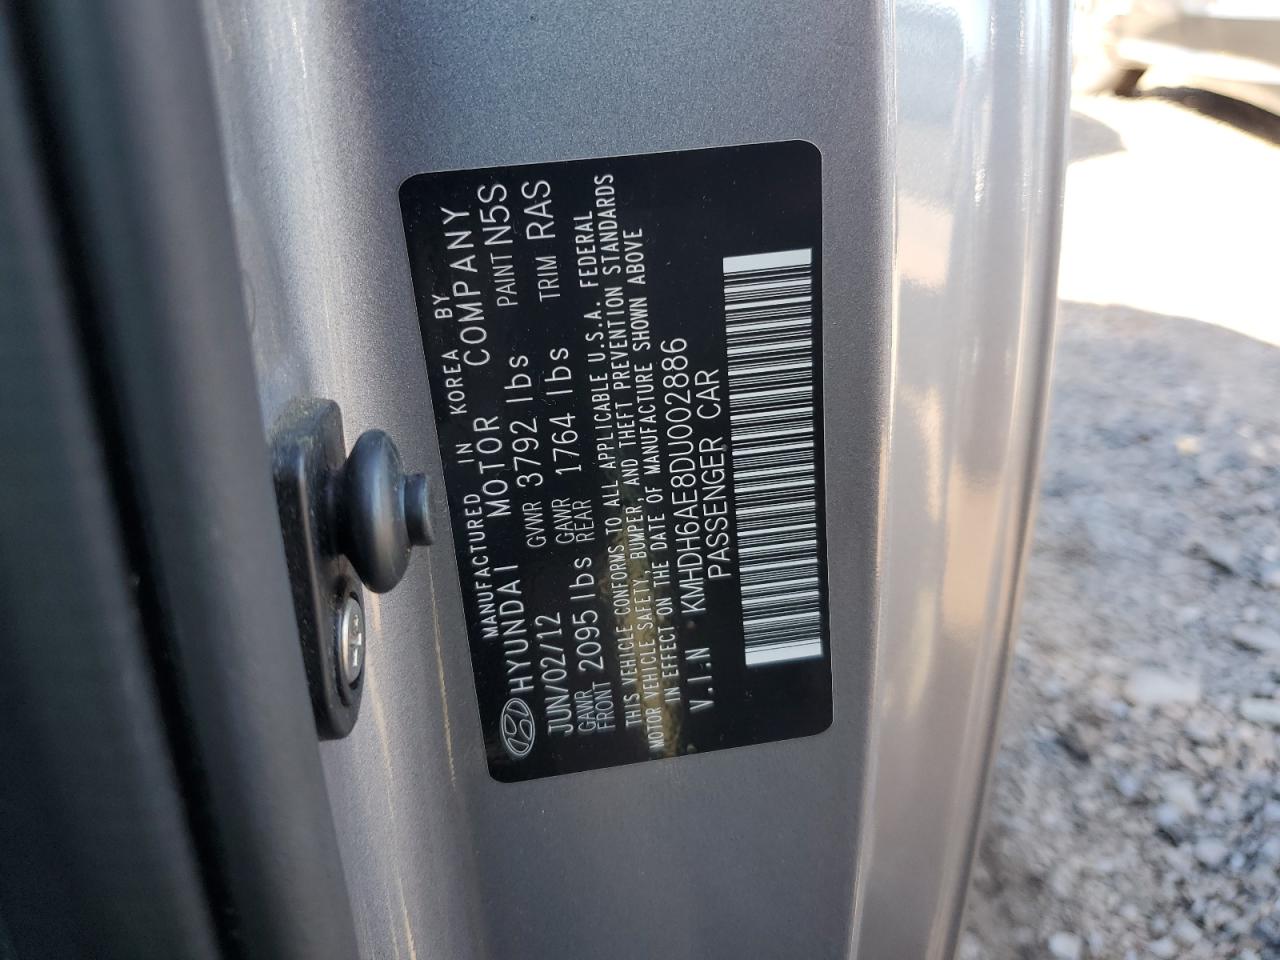 MANUFACTURED IN KOREA BY
HYUNDAI MOTOR COMPANY
JUN/02/12 GVWR 3792 lbs PAINT N5S
GAWR FRONT 2095 lbs GAWR REAR 1764 lbs TRIM RAS
THIS VEHICLE CONFORMS TO ALL APPLICABLE U.S.A. FEDERAL
MOTOR VEHICLE SAFETY, BUMPER, AND THEFT PREVENTION STANDARDS
IN EFFECT ON THE DATE OF MANUFACTURE SHOWN ABOVE
V.I.N KMHDH6AE8DU002886
PASSENGER CAR